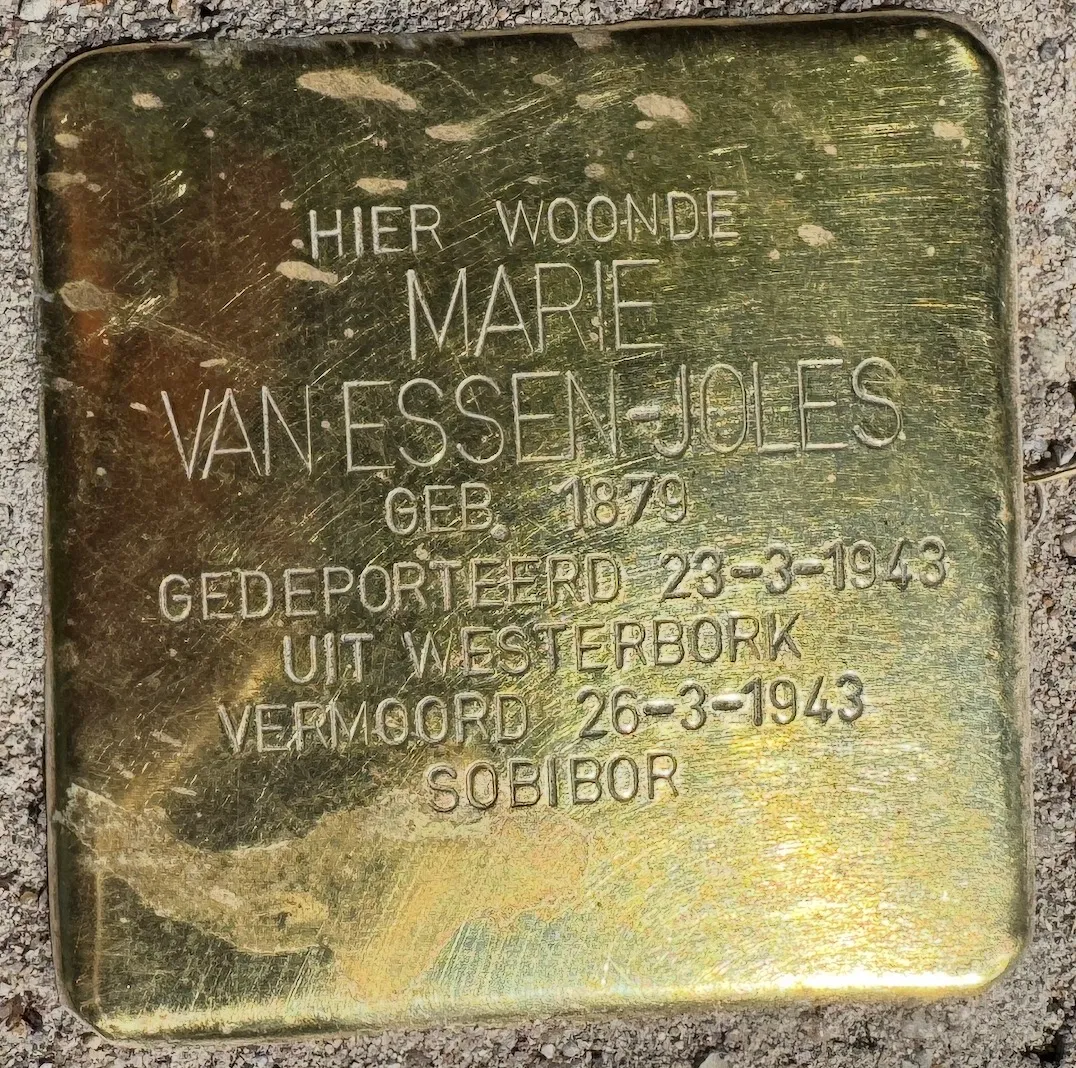 HIER WOONDE
MARIE
VAN ESSEN-JOLES
GEB. 1879
GEDEPORTEERD 23-3-1943
UIT WESTERBORK
VERMOORD 26-3-1943
SOBIBOR